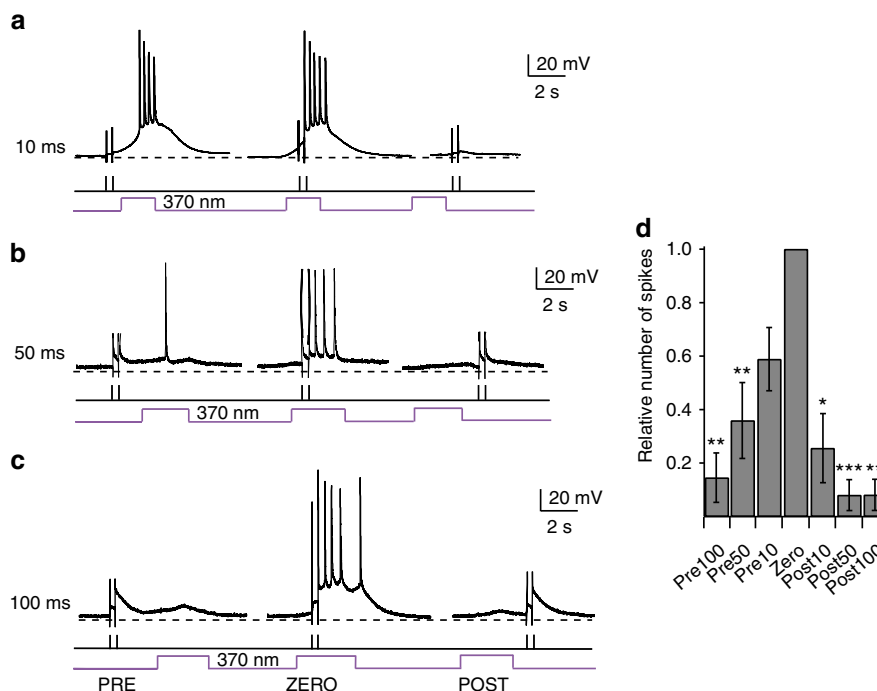 a
20 mV
2 s
10 ms
370 nm
b
20 mV
2 s
50 ms
370 nm
c
20 mV
2 s
100 ms
370 nm
PRE ZERO POST
d
Relative number of spikes
1.0
0.8
0.6
0.4
0.2
**
**
*
***
**
Pre100
Pre50
Pre10
Zero
Post10
Post50
Post100